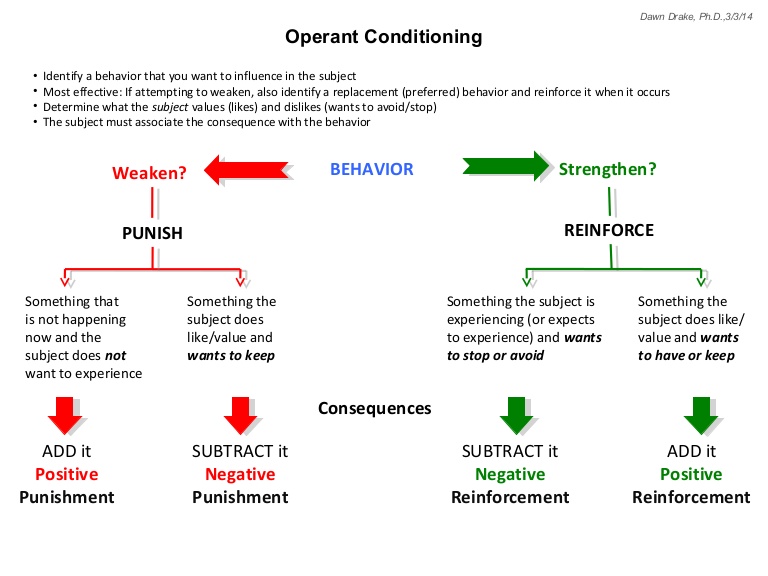 Dawn Drake, Ph.D.,3/3/14
Operant Conditioning
• Identify a behavior that you want to influence in the subject
• Most effective: If attempting to weaken, also identify a replacement (preferred) behavior and reinforce it when it occurs
• Determine what the subject values (likes) and dislikes (wants to avoid/stop)
• The subject must associate the consequence with the behavior
Weaken?
BEHAVIOR
Strengthen?
PUNISH
REINFORCE
Something that
is not happening
now and the
subject does not
want to experience
Something the
subject does
like/value and
wants to keep
Something the subject is
experiencing (or expects
to experience) and wants
to stop or avoid
Something the
subject does like/
value and wants
to have or keep
Consequences
ADD it
Positive
Punishment
SUBTRACT it
Negative
Punishment
SUBTRACT it
Negative
Reinforcement
ADD it
Positive
Reinforcement